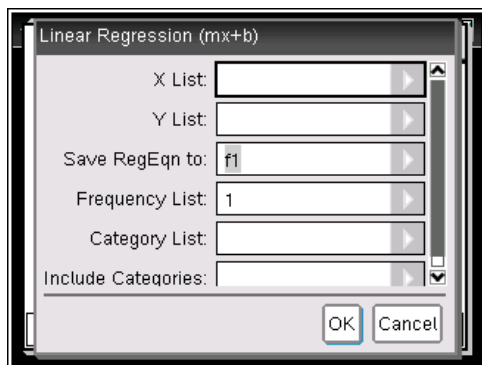 Linear Regression (mx+b)
X List:
Y List:
Save RegEqn to: f1
Frequency List: 1
Category List:
Include Categories:
OK Cancel